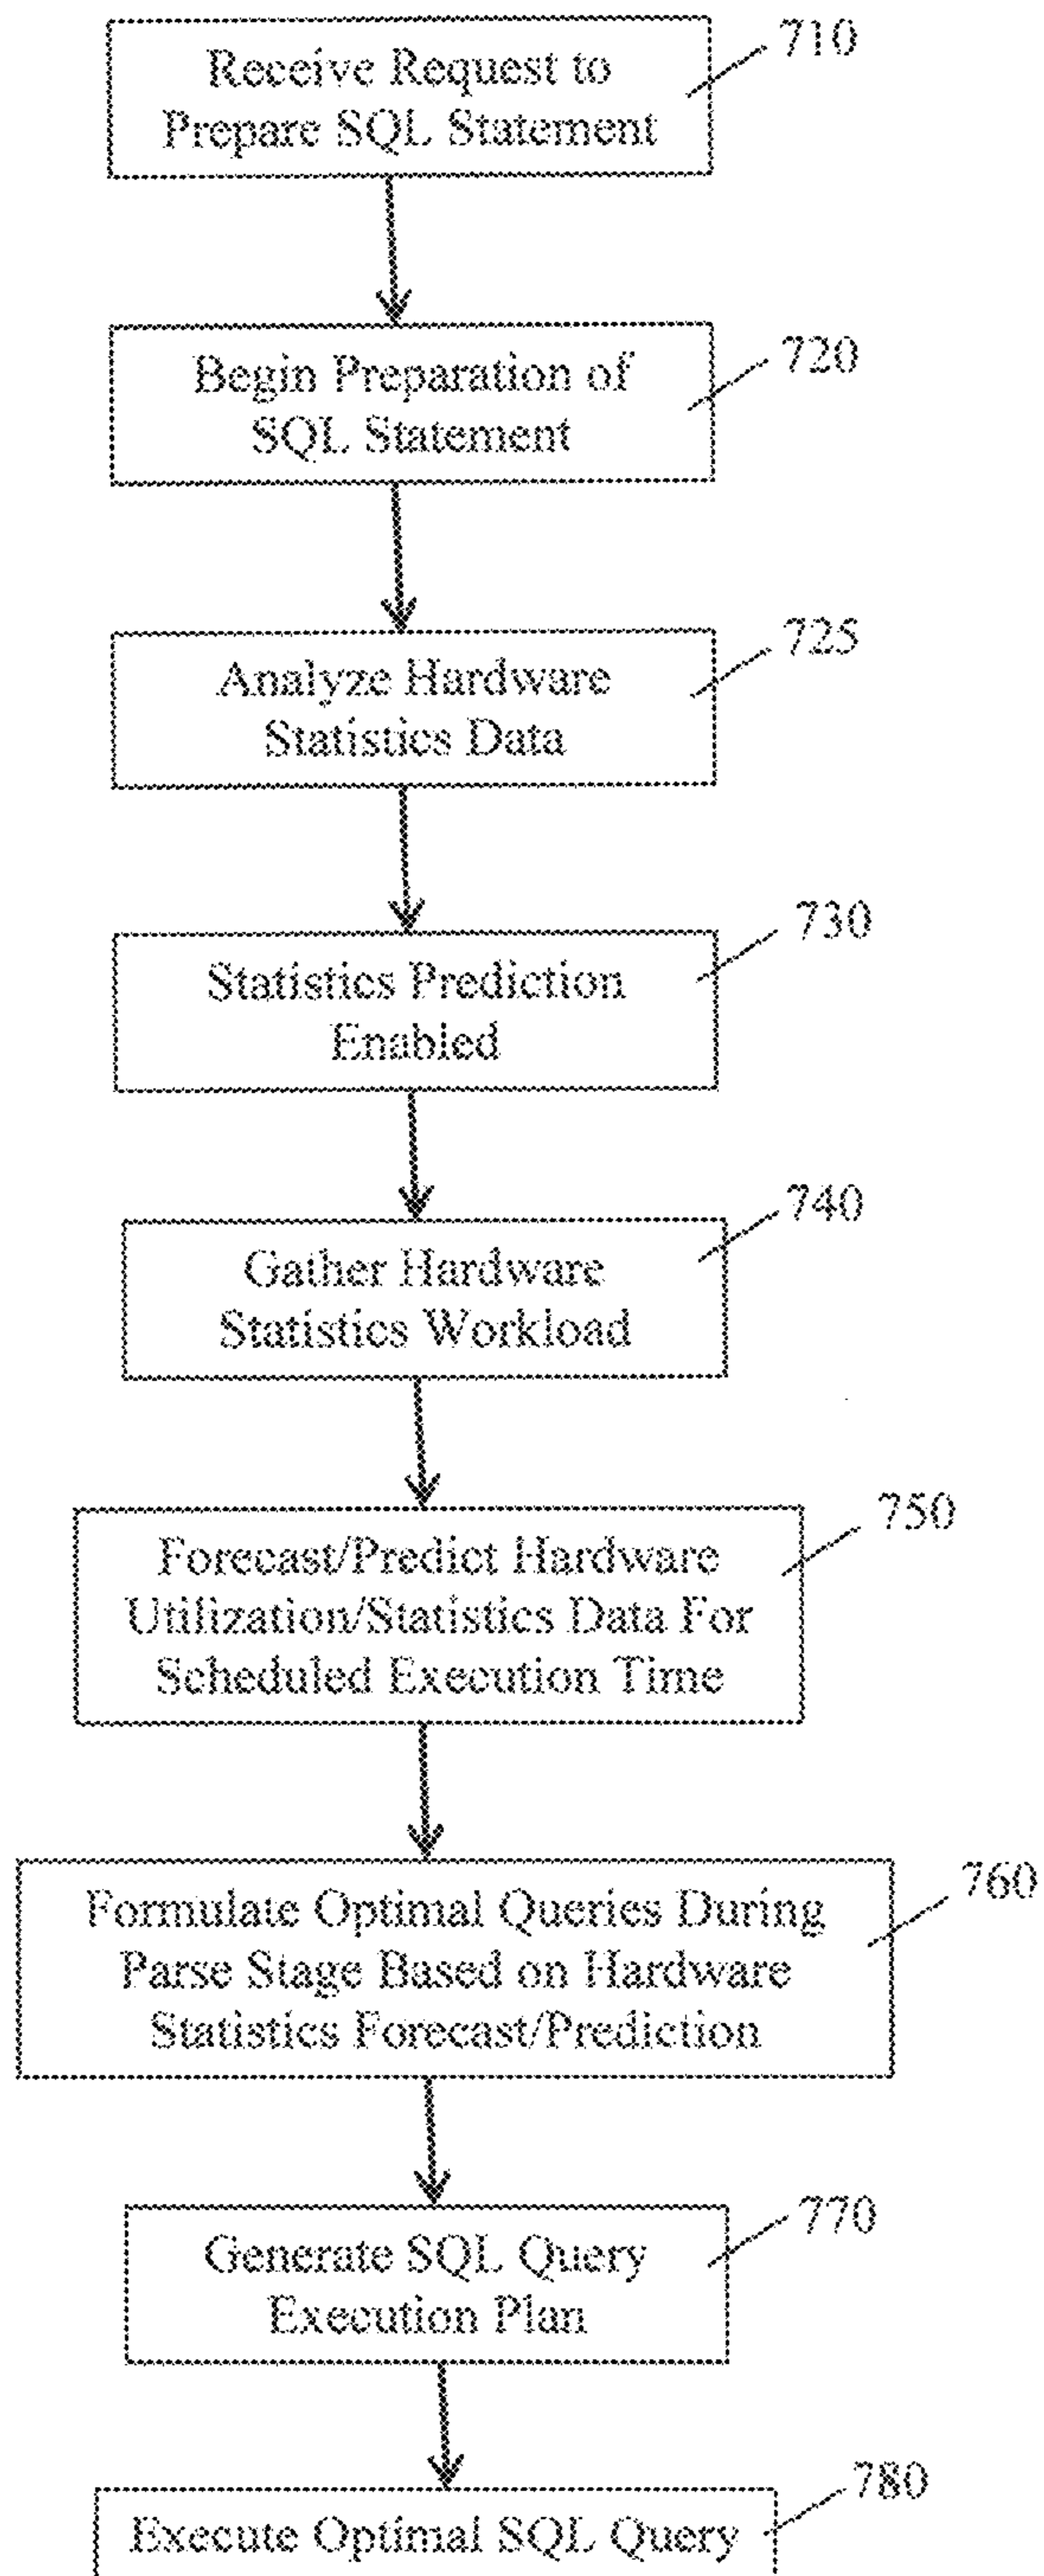 710
Receive Request to
Prepare SQL Statement
720
Begin Preparation of
SQL Statement
725
Analyze Hardware
Statistics Data
730
Statistics Prediction
Enabled
740
Gather Hardware
Statistics Workload
750
Forecast/Predict Hardware
Utilization/Statistics Data For
Scheduled Execution Time
760
Formulate Optimal Queries During
Parse Stage Based on Hardware
Statistics Forecast/Prediction
770
Generate SQL Query
Execution Plan
780
Execute Optimal SQL Query